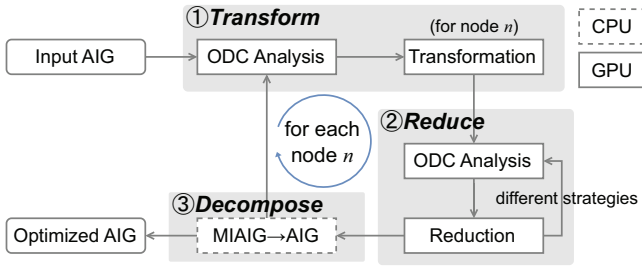 ①Transform
(for node n)
CPU
Input AIG
ODC Analysis
Transformation
GPU
for each
node n
②Reduce
ODC Analysis
different strategies
③Decompose
Optimized AIG
MIAIG→AIG
Reduction